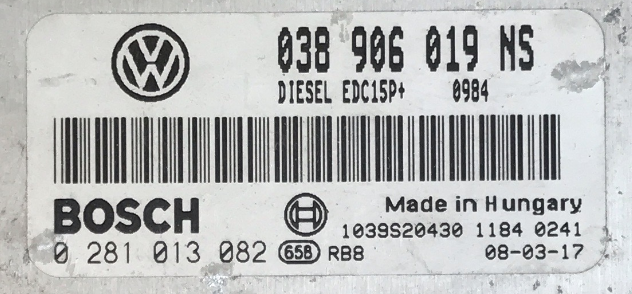 038 906 019 NS
DIESEL EDC15P+ 0984
BOSCH
Made in Hungary
1039S20430 1184 0241
0 281 013 082 658 RB8 08-03-17